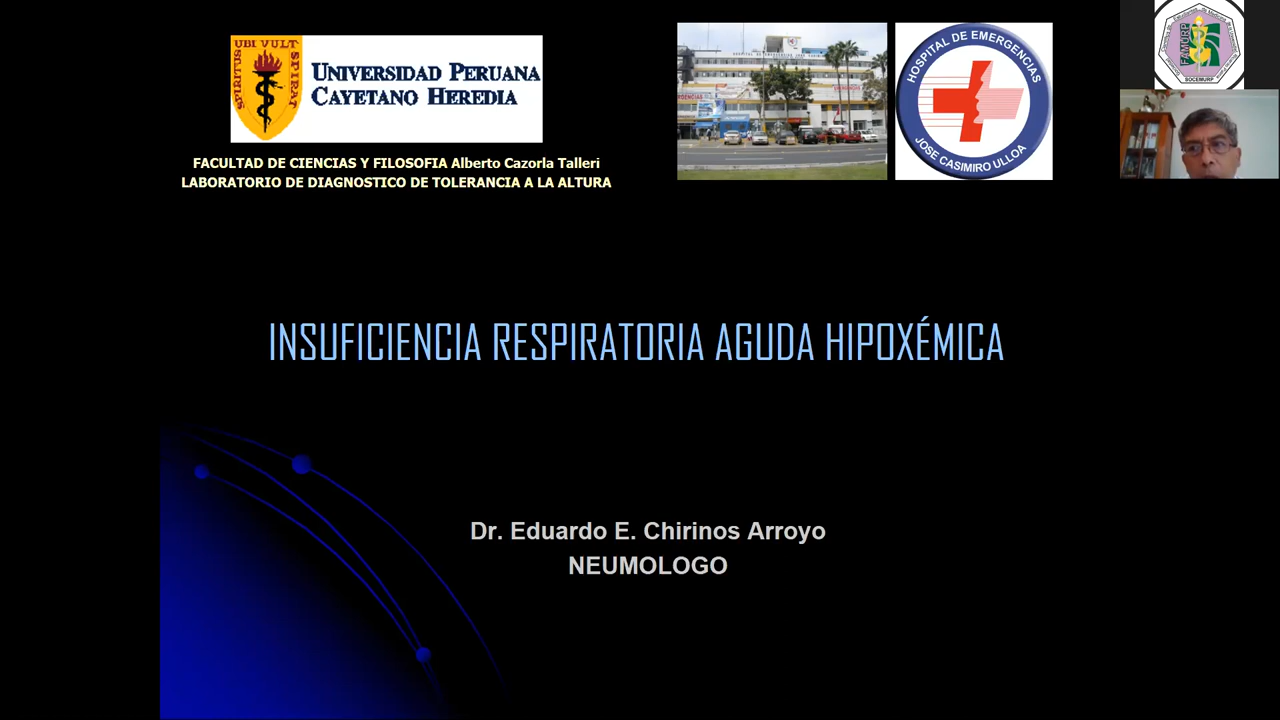 SPIRITUS UBI VULT SPIRAT
UNIVERSIDAD PERUANA
CAYETANO HEREDIA
FACULTAD DE CIENCIAS Y FILOSOFIA Alberto Cazorla Talleri
LABORATORIO DE DIAGNOSTICO DE TOLERANCIA A LA ALTURA
HOSPITAL DE EMERGENCIAS
JOSE CASIMIRO ULLOA
FAMURP
SOCEMURP
INSUFICIENCIA RESPIRATORIA AGUDA HIPOXÉMICA
Dr. Eduardo E. Chirinos Arroyo
NEUMOLOGO